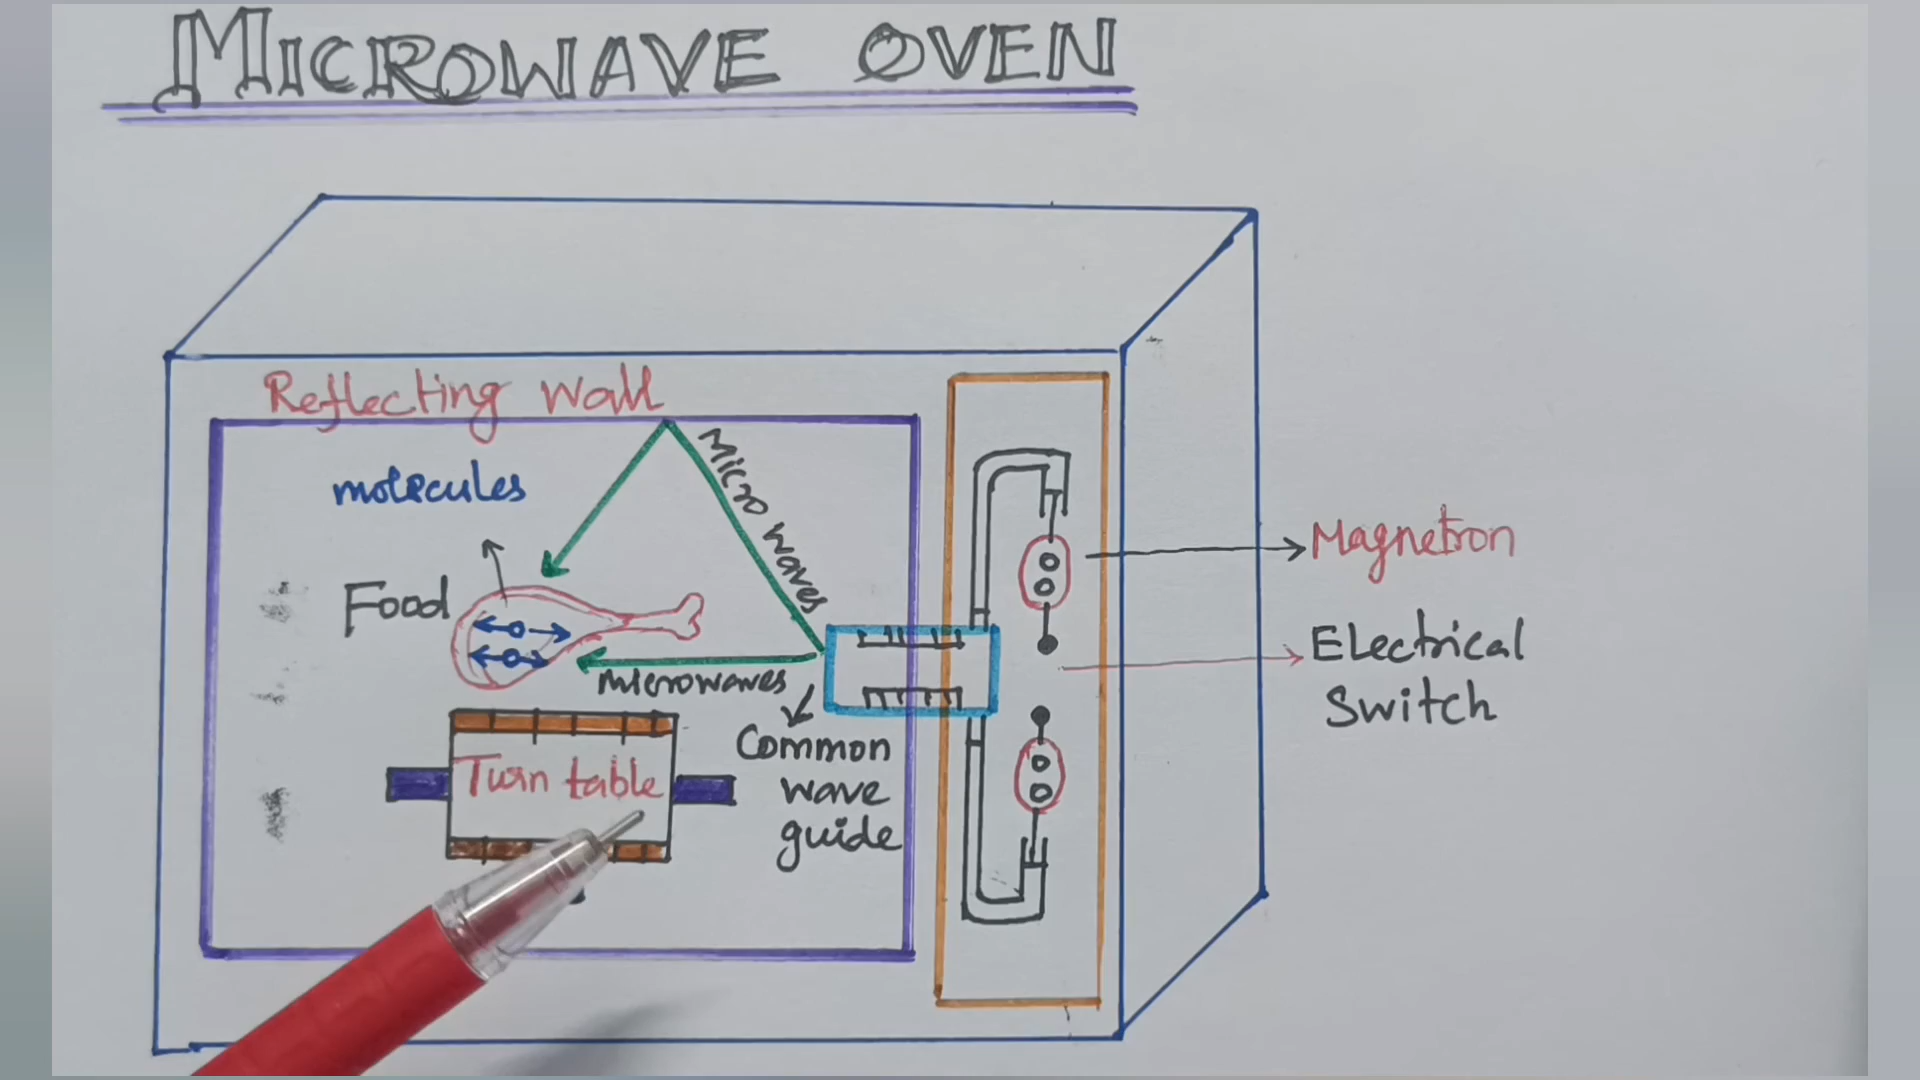 MICROWAVE OVEN
Reflecting Wall
molecules
Micro waves
Food
microwaves
Magnetron
Electrical
Switch
Common
wave
guide
Turn table